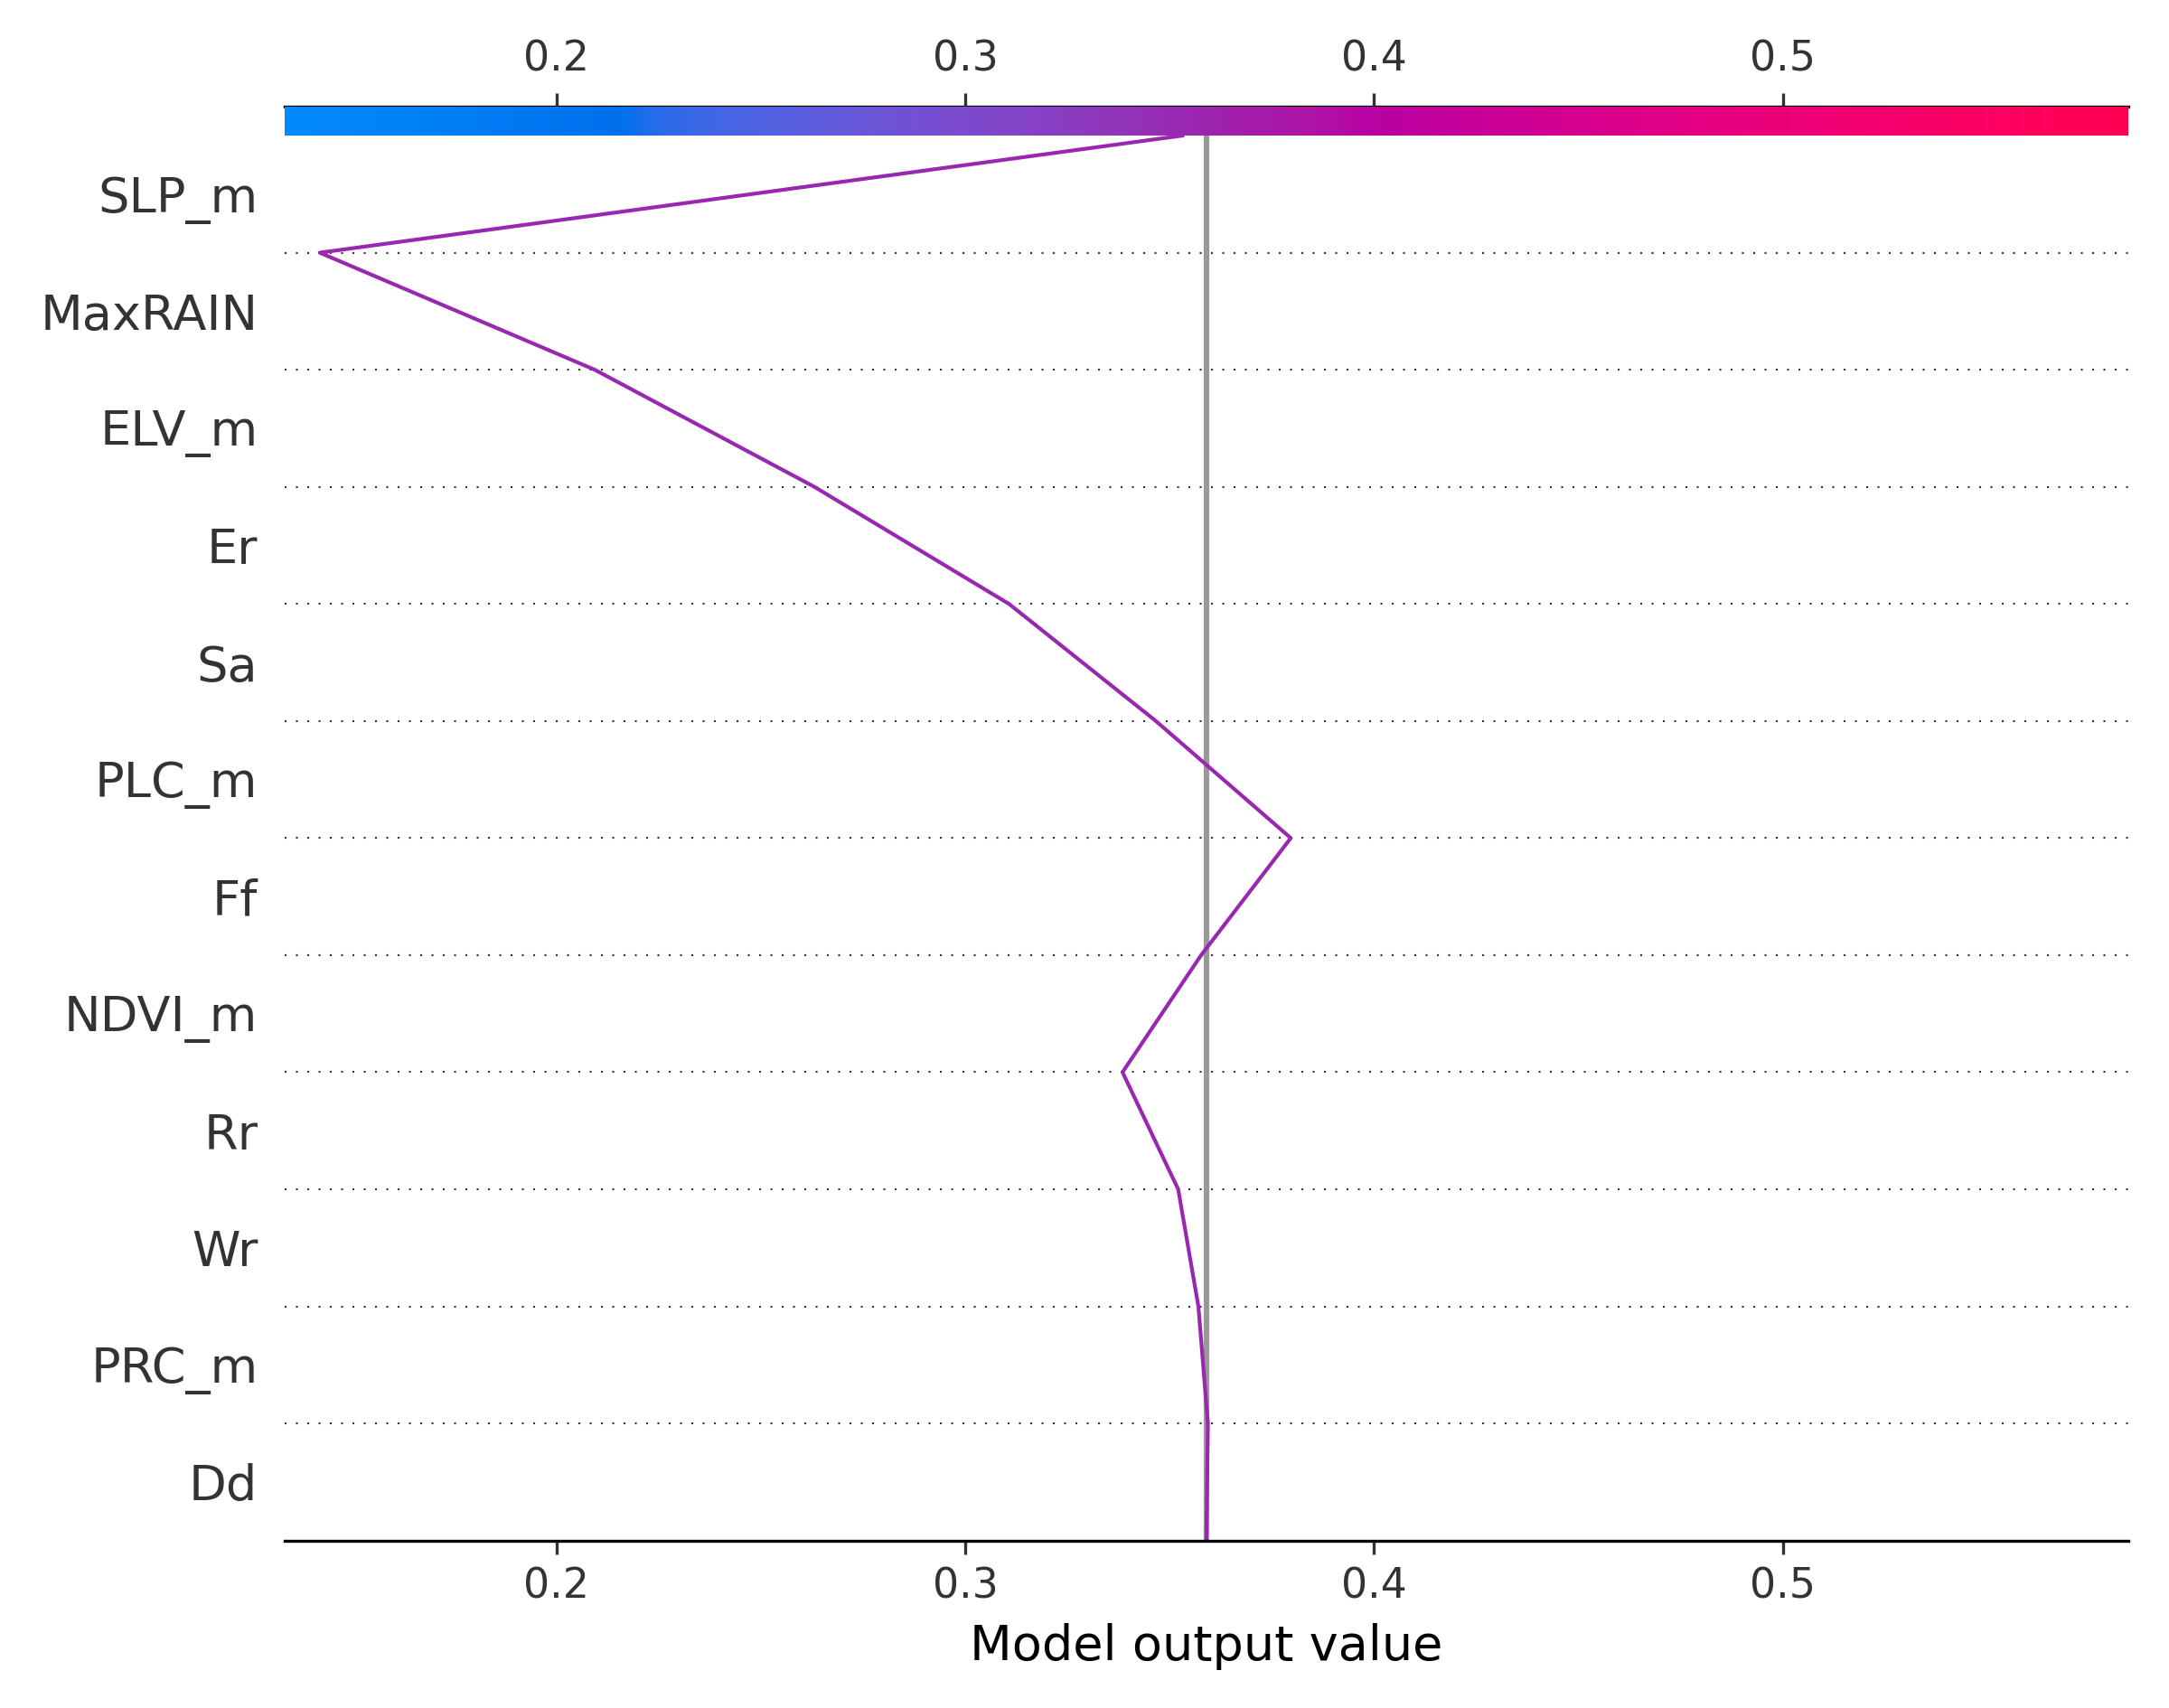 0.2 0.3 0.4 0.5
SLP_m
MaxRAIN
ELV_m
Er
Sa
PLC_m
Ff
NDVI_m
Rr
Wr
PRC_m
Dd
0.2 0.3 0.4 0.5
Model output value